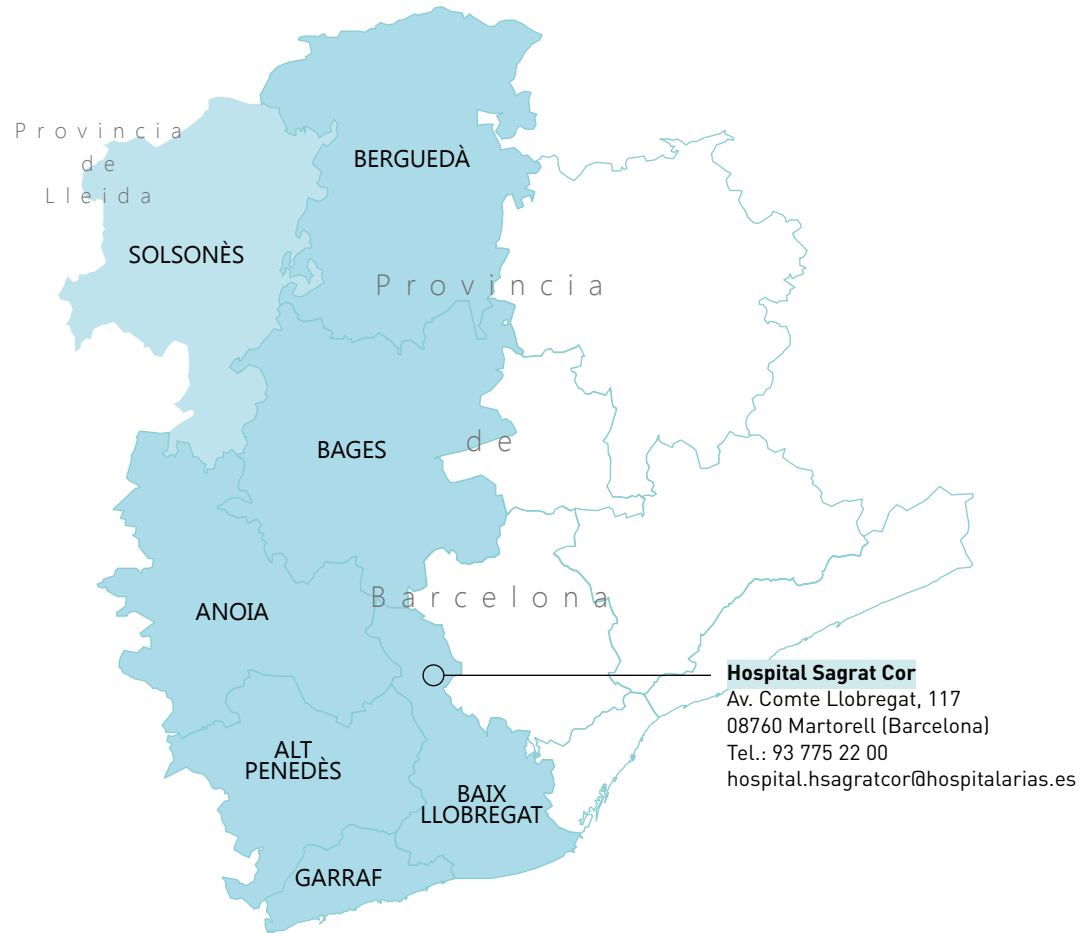 Provincia
de
Lleida
BERGUEDÀ
SOLSONÈS
Provincia
BAGES
de
Barcelona
ANOIA
Hospital Sagrat Cor
Av. Comte Llobregat, 117
08760 Martorell (Barcelona)
Tel.: 93 775 22 00
hospital.hsagratcor@hospitalarias.es
ALT
PENEDÈS
BAIX
LLOBREGAT
GARRAF